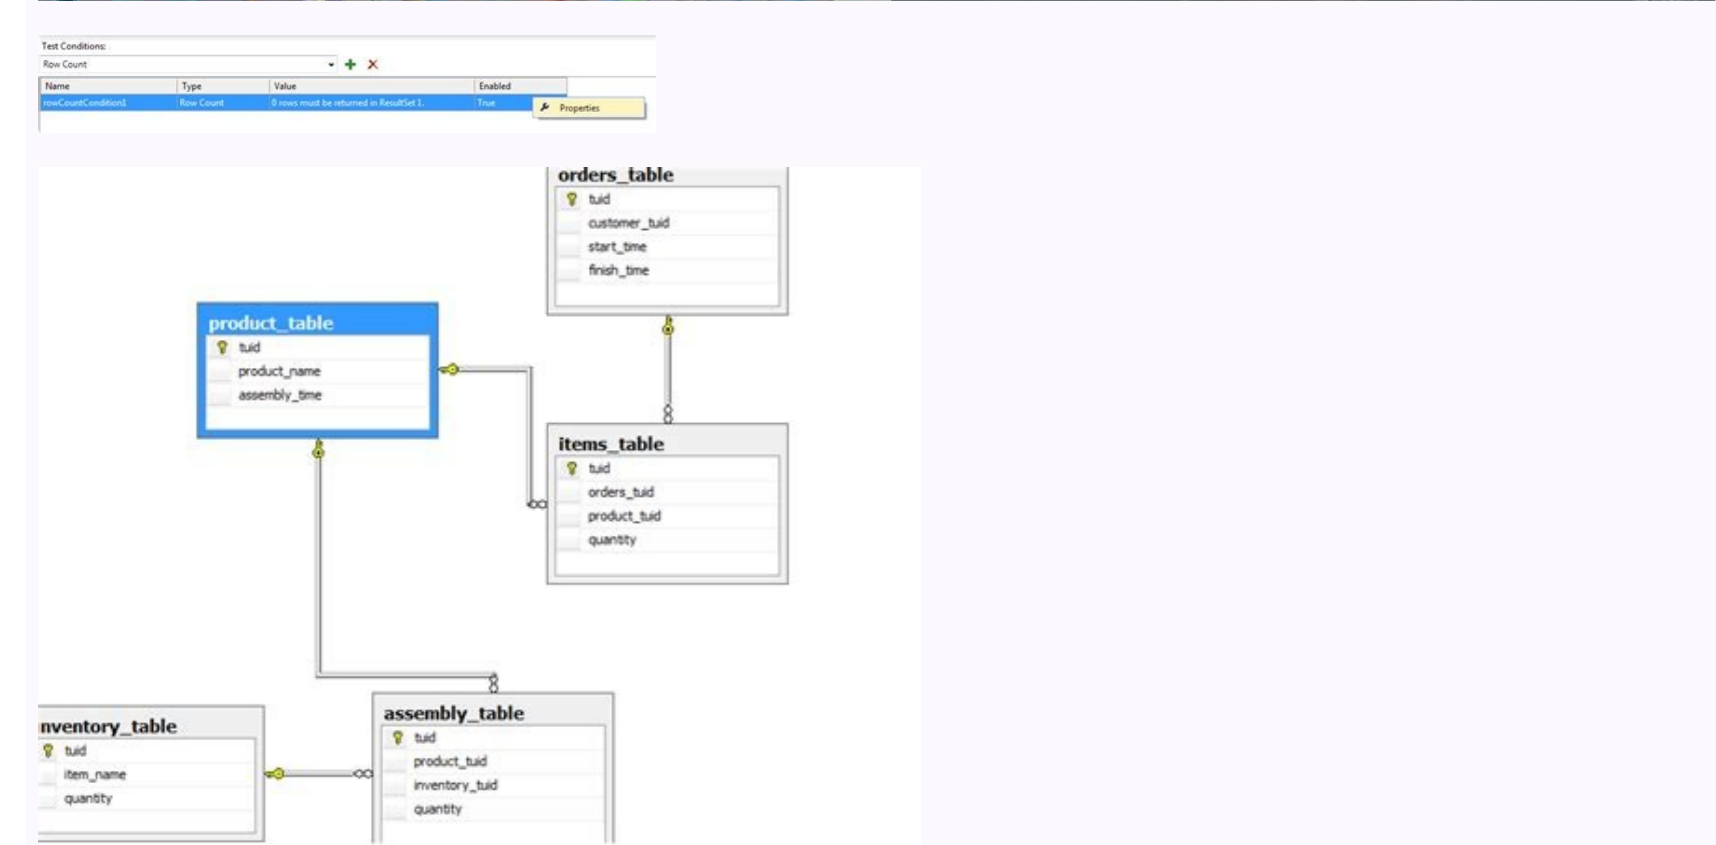 Test Conditions:
Row Count
Name Type Value Enabled
rowCountCondition1 Row Count 0 rows must be returned in ResultSet 1. True
Properties
orders_table
tuid
customer_tuid
start_time
finish_time
product_table
tuid
product_name
assembly_time
items_table
tuid
orders_tuid
product_tuid
quantity
nventory_table
tuid
item_name
quantity
assembly_table
tuid
product_tuid
inventory_tuid
quantity